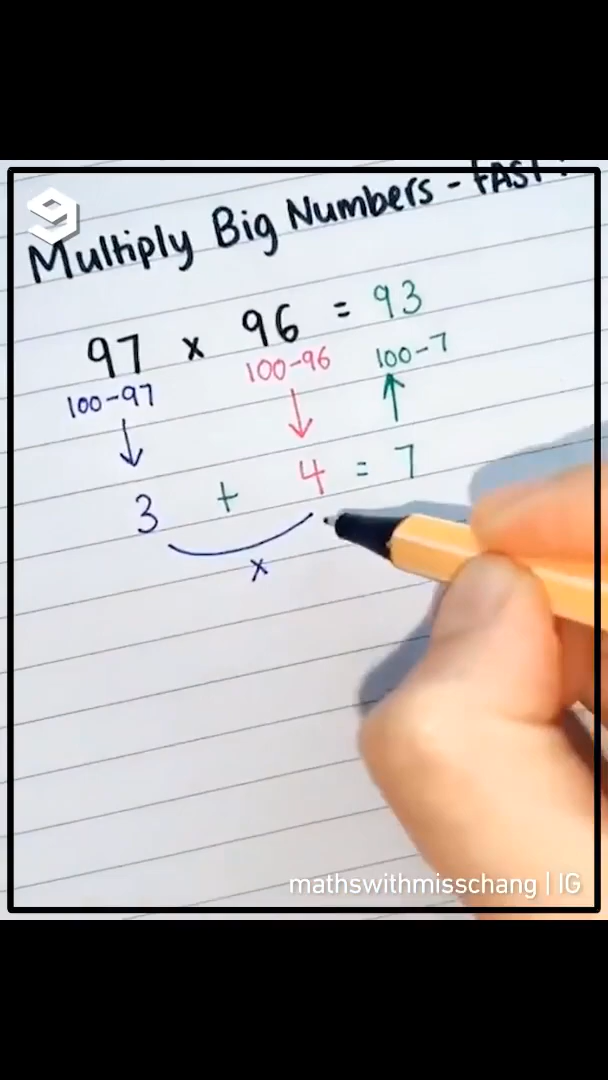 Multiply Big Numbers - FAST!
97 x 96 = 93
100-97 100-96 100-7
3 + 4 = 7
x
mathswithmisschang | IG